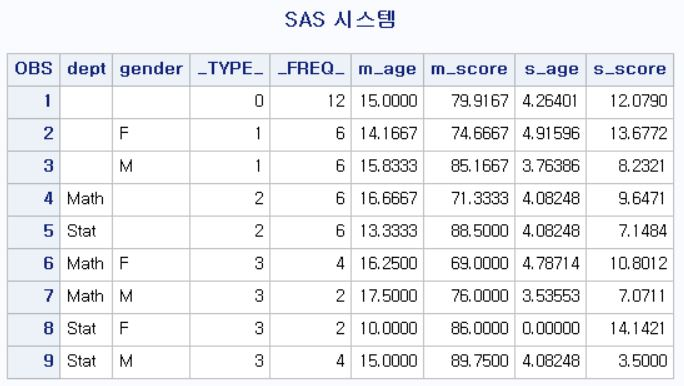 SAS 시스템
OBS dept gender _TYPE_ _FREQ_ m_age m_score s_age s_score
1 0 12 15.0000 79.9167 4.26401 12.0790
2 F 1 6 14.1667 74.6667 4.91596 13.6772
3 M 1 6 15.8333 85.1667 3.76386 8.2321
4 Math 2 6 16.6667 71.3333 4.08248 9.6471
5 Stat 2 6 13.3333 88.5000 4.08248 7.1484
6 Math F 3 4 16.2500 69.0000 4.78714 10.8012
7 Math M 3 2 17.5000 76.0000 3.53553 7.0711
8 Stat F 3 2 10.0000 86.0000 0.00000 14.1421
9 Stat M 3 4 15.0000 89.7500 4.08248 3.5000